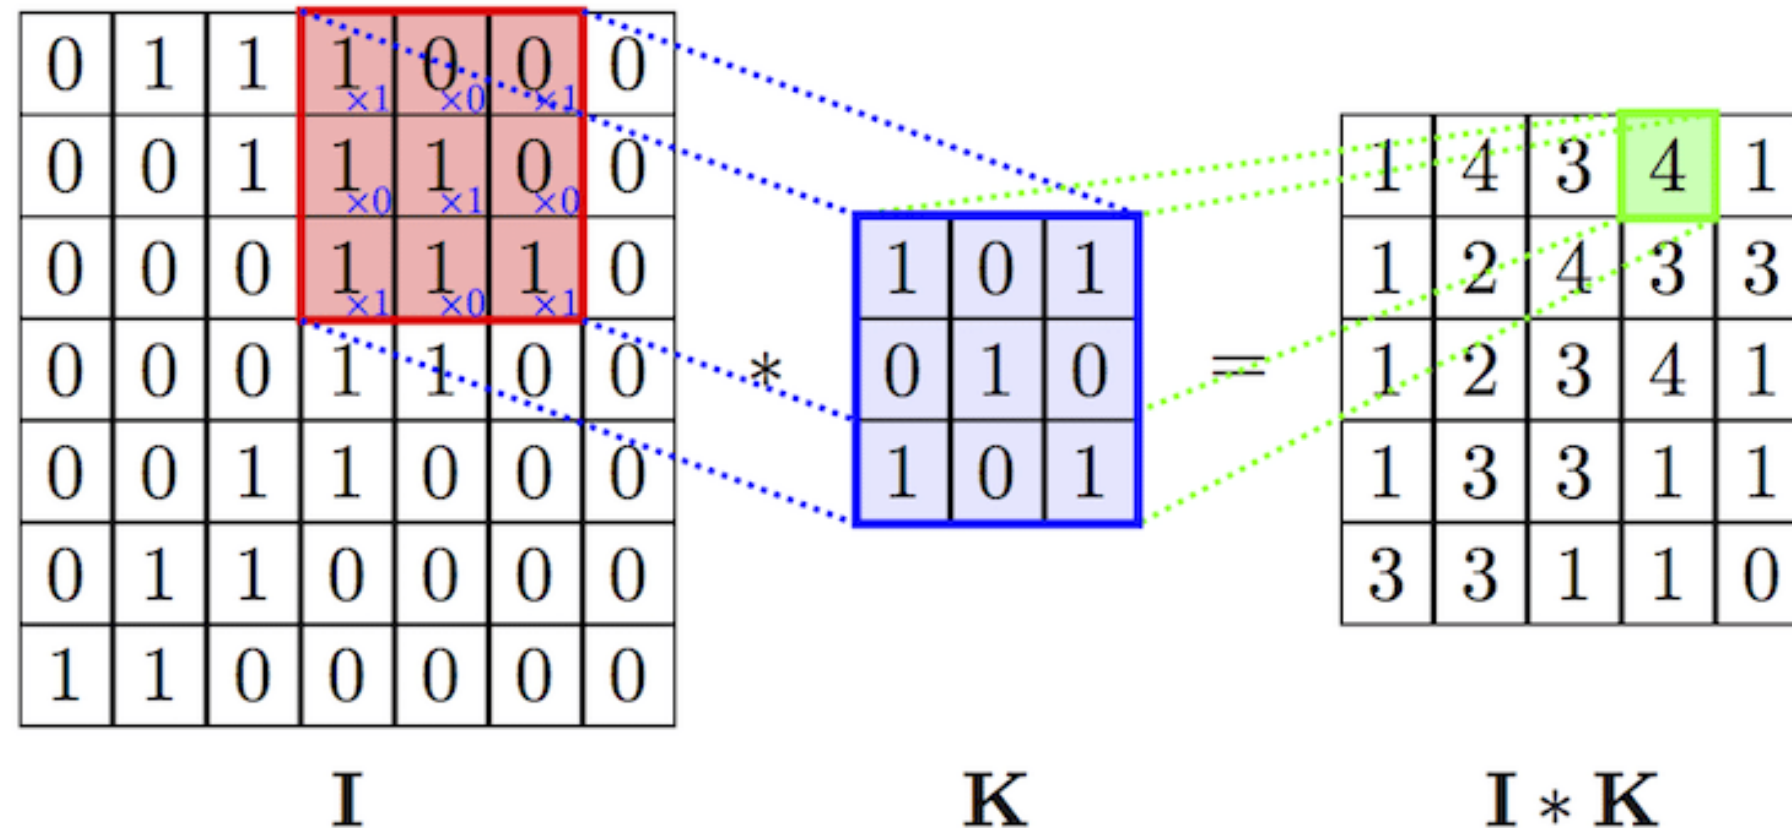 0 1 1 1 0 0 0
×1 ×0 ×1
0 0 1 1 1 0 0
×0 ×1 ×0
0 0 0 1 1 1 0
×1 ×0 ×1
0 0 0 1 1 0 0
0 0 1 1 0 0 0
0 1 1 0 0 0 0
1 1 0 0 0 0 0
I
*
1 0 1
0 1 0
1 0 1
K
=
1 4 3 4 1
1 2 4 3 3
1 2 3 4 1
1 3 3 1 1
3 3 1 1 0
I * K